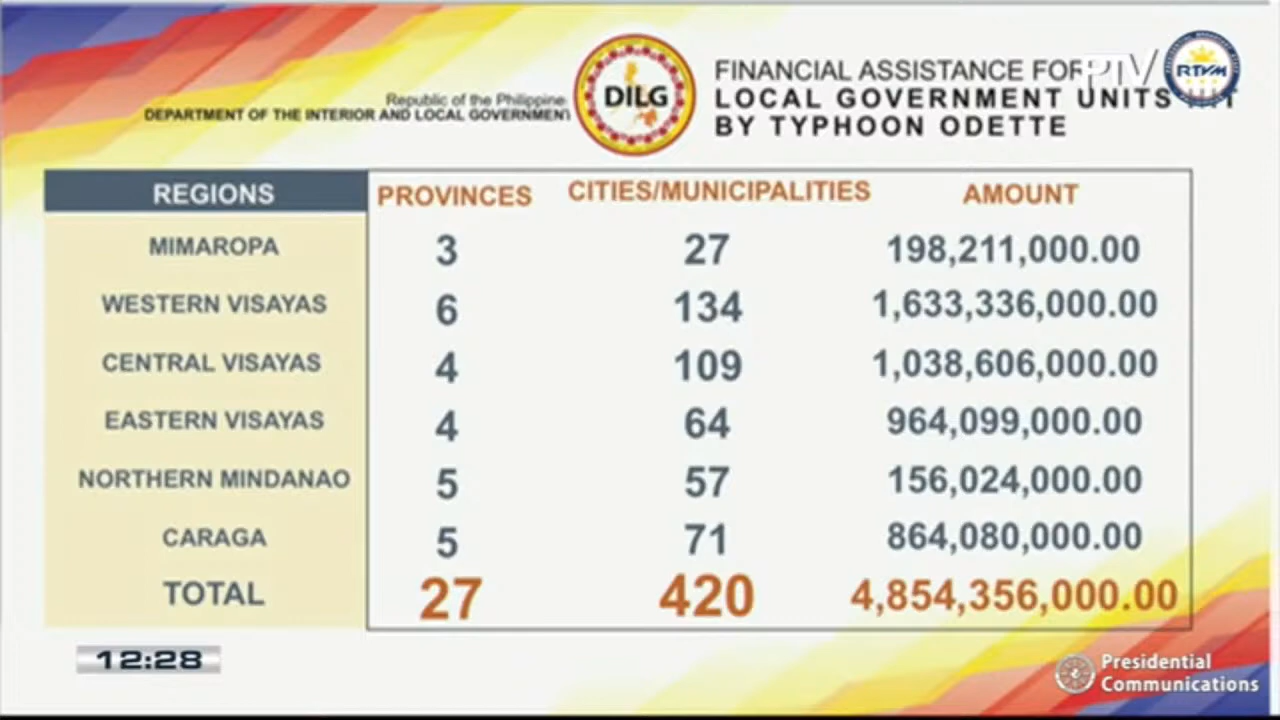 Republic of the Philippine
DEPARTMENT OF THE INTERIOR AND LOCAL GOVERNMENT
DILG
FINANCIAL ASSISTANCE FOR
LOCAL GOVERNMENT UNITS
BY TYPHOON ODETTE
PTV
RTVM
REGIONS PROVINCES CITIES/MUNICIPALITIES AMOUNT
MIMAROPA 3 27 198,211,000.00
WESTERN VISAYAS 6 134 1,633,336,000.00
CENTRAL VISAYAS 4 109 1,038,606,000.00
EASTERN VISAYAS 4 64 964,099,000.00
NORTHERN MINDANAO 5 57 156,024,000.00
CARAGA 5 71 864,080,000.00
TOTAL 27 420 4,854,356,000.00
12:28
Presidential
Communications